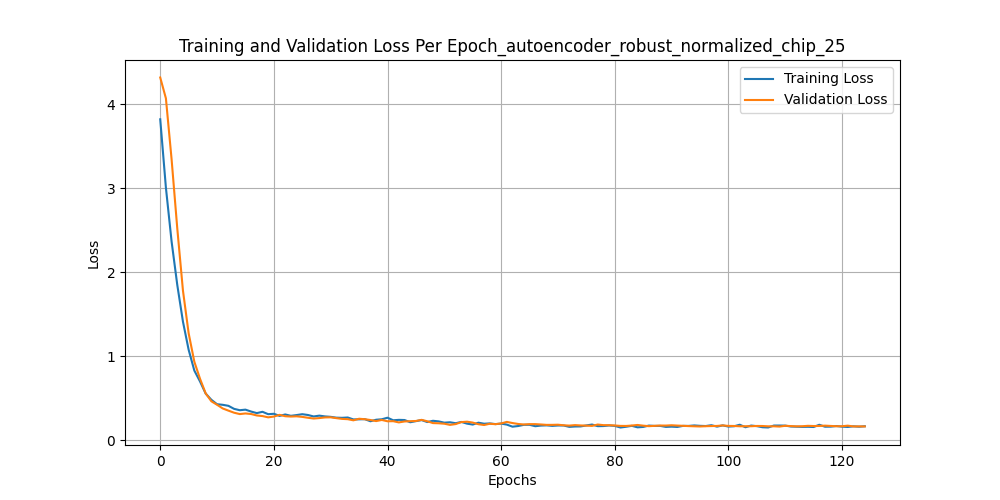 Training and Validation Loss Per Epoch_autoencoder_robust_normalized_chip_25
Training Loss
Validation Loss
4
3
2
1
0
Loss
0 20 40 60 80 100 120
Epochs